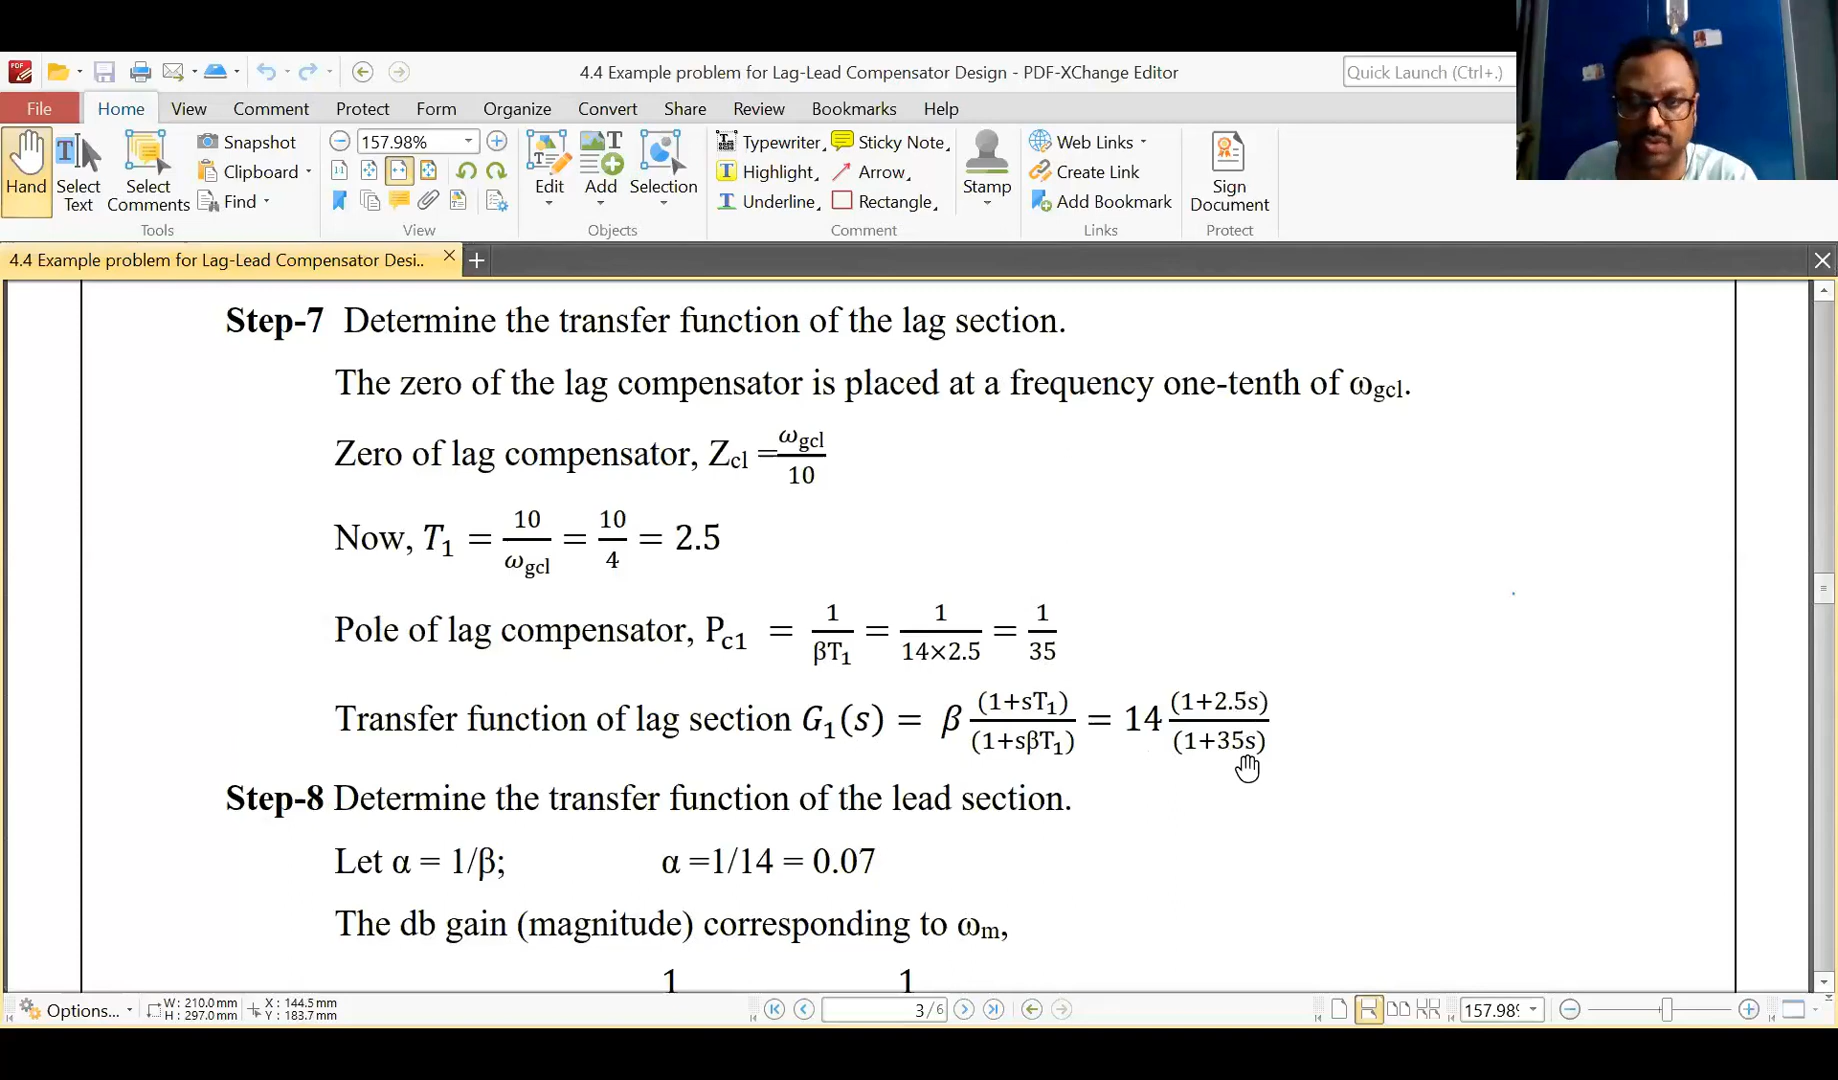 4.4 Example problem for Lag-Lead Compensator Design - PDF-XChange Editor
Quick Launch (Ctrl+.)
File Home View Comment Protect Form Organize Convert Share Review Bookmarks Help
Hand
Select Text
Select Comments
Snapshot
Clipboard
Find
Tools
157.98%
View
Edit
Add
Selection
Objects
Typewriter
Highlight
Underline
Sticky Note
Arrow
Rectangle
Comment
Stamp
Web Links
Create Link
Add Bookmark
Links
Sign Document
Protect
4.4 Example problem for Lag-Lead Compensator Desi..
Step-7 Determine the transfer function of the lag section.
The zero of the lag compensator is placed at a frequency one-tenth of ωgcl.
Zero of lag compensator, Zcl = ωgcl/10
Now, T₁ = 10/ωgcl = 10/4 = 2.5
Pole of lag compensator, Pc1 = 1/βT₁ = 1/14×2.5 = 1/35
Transfer function of lag section G₁(s) = β (1+sT₁)/(1+sβT₁) = 14 (1+2.5s)/(1+35s)
Step-8 Determine the transfer function of the lead section.
Let α = 1/β; α =1/14 = 0.07
The db gain (magnitude) corresponding to ωm,
1 1
Options...
W: 210.0 mm
H: 297.0 mm
X: 144.5 mm
Y: 183.7 mm
3/6
157.98%